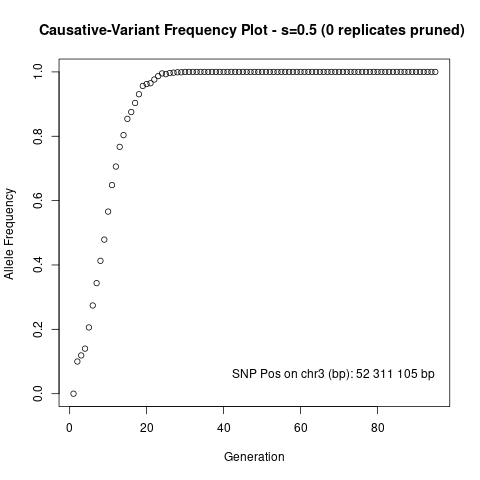 Causative-Variant Frequency Plot - s=0.5 (0 replicates pruned)
Allele Frequency
1.0
0.8
0.6
0.4
0.2
0.0
SNP Pos on chr3 (bp): 52 311 105 bp
0 20 40 60 80
Generation